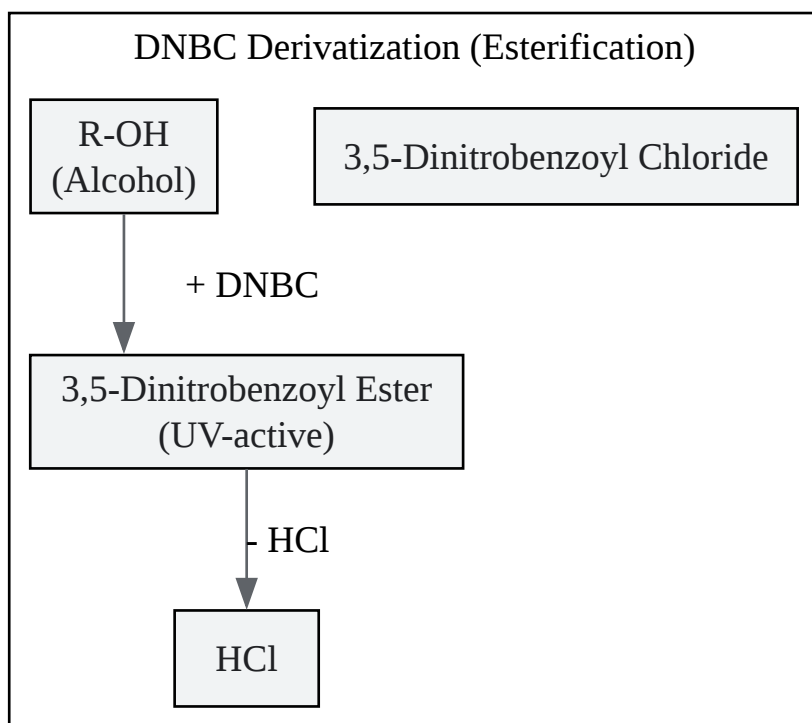 DNBC Derivatization (Esterification)
R-OH
(Alcohol)
3,5-Dinitrobenzoyl Chloride
+ DNBC
3,5-Dinitrobenzoyl Ester
(UV-active)
- HCl
HCl